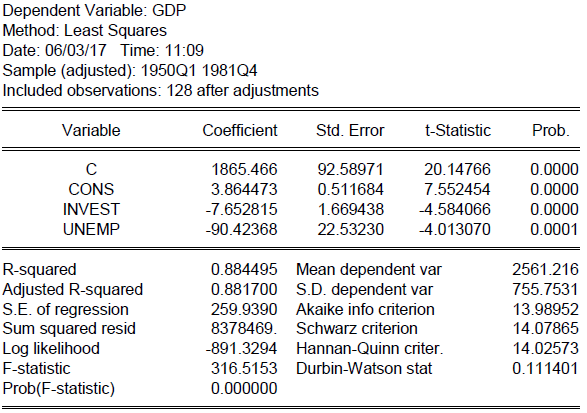 Dependent Variable: GDP
Method: Least Squares
Date: 06/03/17 Time: 11:09
Sample (adjusted): 1950Q1 1981Q4
Included observations: 128 after adjustments
Variable Coefficient Std. Error t-Statistic Prob.
C 1865.466 92.58971 20.14766 0.0000
CONS 3.864473 0.511684 7.552454 0.0000
INVEST -7.652815 1.669438 -4.584066 0.0000
UNEMP -90.42368 22.53230 -4.013070 0.0001
R-squared 0.884495 Mean dependent var 2561.216
Adjusted R-squared 0.881700 S.D. dependent var 755.7531
S.E. of regression 259.9390 Akaike info criterion 13.98952
Sum squared resid 8378469. Schwarz criterion 14.07865
Log likelihood -891.3294 Hannan-Quinn criter. 14.02573
F-statistic 316.5153 Durbin-Watson stat 0.111401
Prob(F-statistic) 0.000000